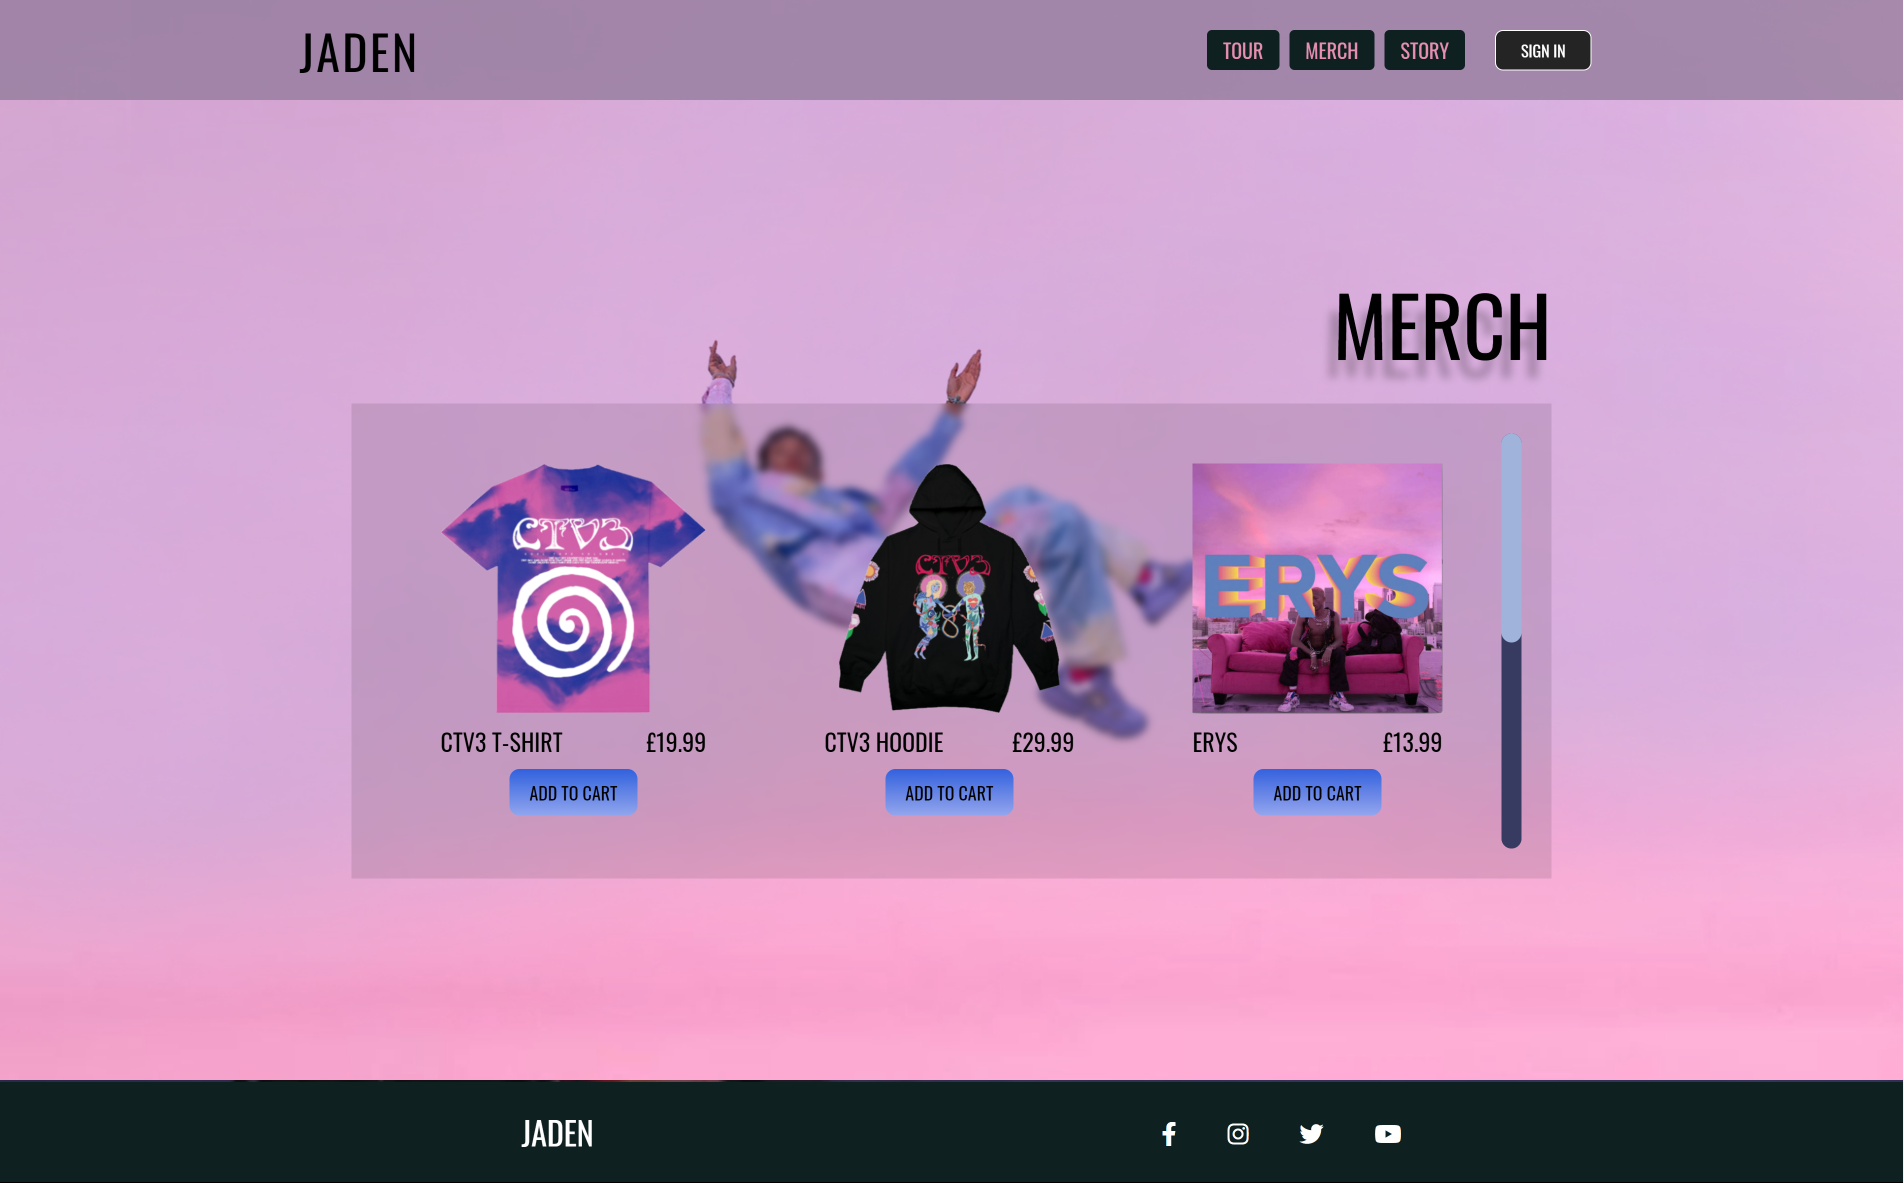 JADEN
TOUR MERCH STORY SIGN IN
MERCH
CTV3
CTV3
ERYS
CTV3 T-SHIRT £19.99
CTV3 HOODIE £29.99
ERYS £13.99
ADD TO CART
ADD TO CART
ADD TO CART
JADEN